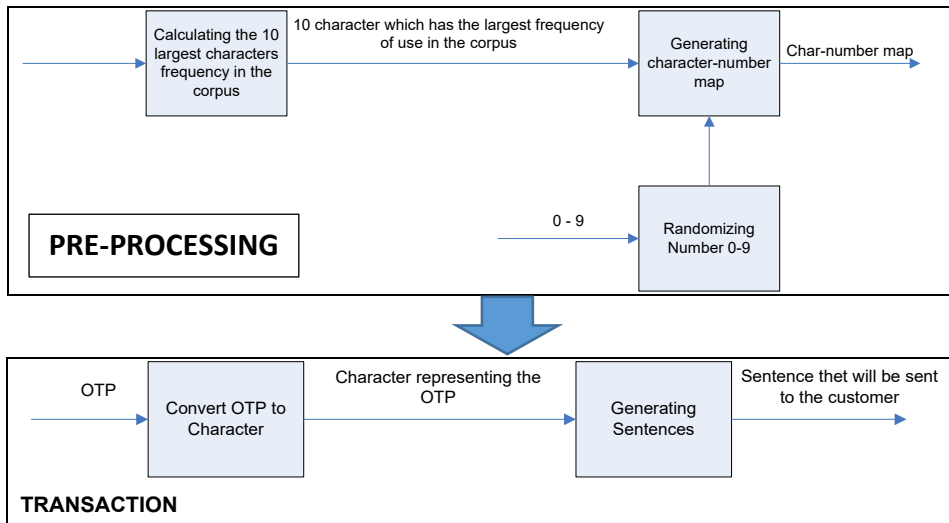 Calculating the 10
largest characters
frequency in the
corpus
10 character which has the largest frequency
of use in the corpus
Generating
character-number
map
Char-number map
0 - 9
Randomizing
Number 0-9
PRE-PROCESSING
OTP
Convert OTP to
Character
Character representing the
OTP
Generating
Sentences
Sentence thet will be sent
to the customer
TRANSACTION